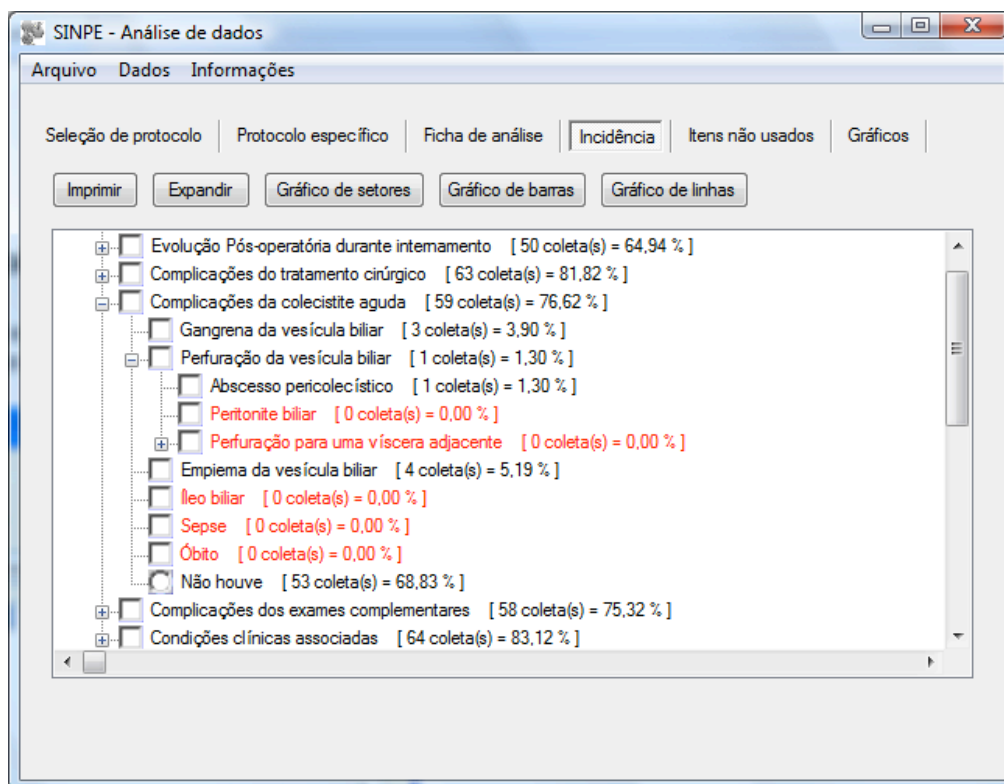 SINPE - Análise de dados
Arquivo Dados Informações
Seleção de protocolo Protocolo específico Ficha de análise Incidência Itens não usados Gráficos
Imprimir Expandir Gráfico de setores Gráfico de barras Gráfico de linhas
Evolução Pós-operatória durante internamento [ 50 coleta(s) = 64,94 % ]
Complicações do tratamento cirúrgico [ 63 coleta(s) = 81,82 % ]
Complicações da colecistite aguda [ 59 coleta(s) = 76,62 % ]
Gangrena da vesícula biliar [ 3 coleta(s) = 3,90 % ]
Perfuração da vesícula biliar [ 1 coleta(s) = 1,30 % ]
Abscesso pericolecístico [ 1 coleta(s) = 1,30 % ]
Peritonite biliar [ 0 coleta(s) = 0,00 % ]
Perfuração para uma víscera adjacente [ 0 coleta(s) = 0,00 % ]
Empiema da vesícula biliar [ 4 coleta(s) = 5,19 % ]
Íleo biliar [ 0 coleta(s) = 0,00 % ]
Sepse [ 0 coleta(s) = 0,00 % ]
Óbito [ 0 coleta(s) = 0,00 % ]
Não houve [ 53 coleta(s) = 68,83 % ]
Complicações dos exames complementares [ 58 coleta(s) = 75,32 % ]
Condições clínicas associadas [ 64 coleta(s) = 83,12 % ]